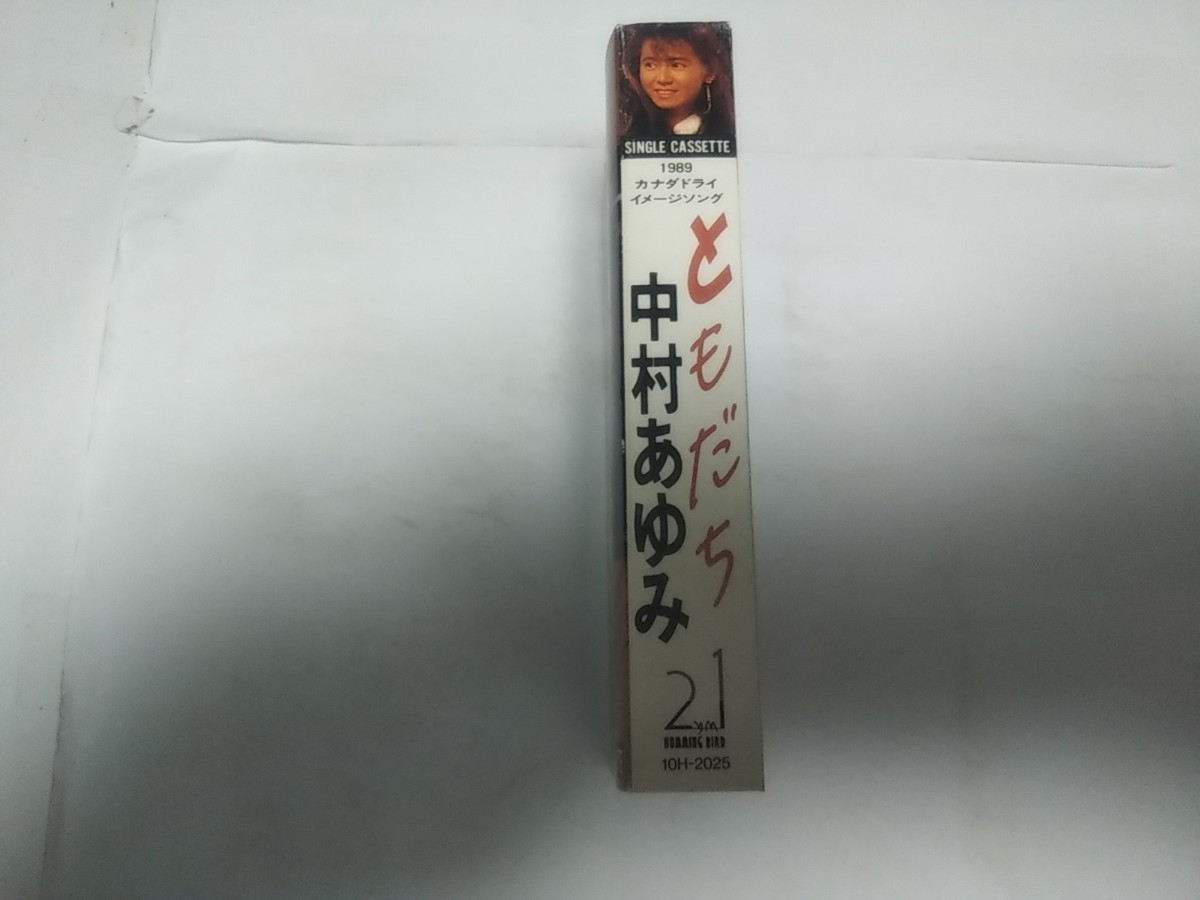 SINGLE CASSETTE
1989
カナダドライ
イメージソング
ともだち
中村あゆみ
21
HUMMING BIRD
10H-2025